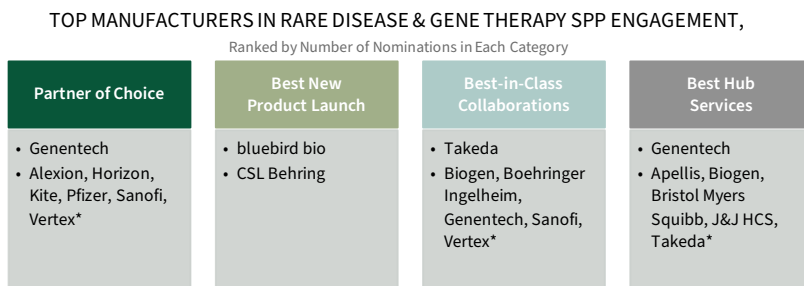 TOP MANUFACTURERS IN RARE DISEASE & GENE THERAPY SPP ENGAGEMENT,
Ranked by Number of Nominations in Each Category
Partner of Choice
• Genentech
• Alexion, Horizon,
Kite, Pfizer, Sanofi,
Vertex*
Best New
Product Launch
• bluebird bio
• CSL Behring
Best-in-Class
Collaborations
• Takeda
• Biogen, Boehringer
Ingelheim,
Genentech, Sanofi,
Vertex*
Best Hub
Services
• Genentech
• Apellis, Biogen,
Bristol Myers
Squibb, J&J HCS,
Takeda*